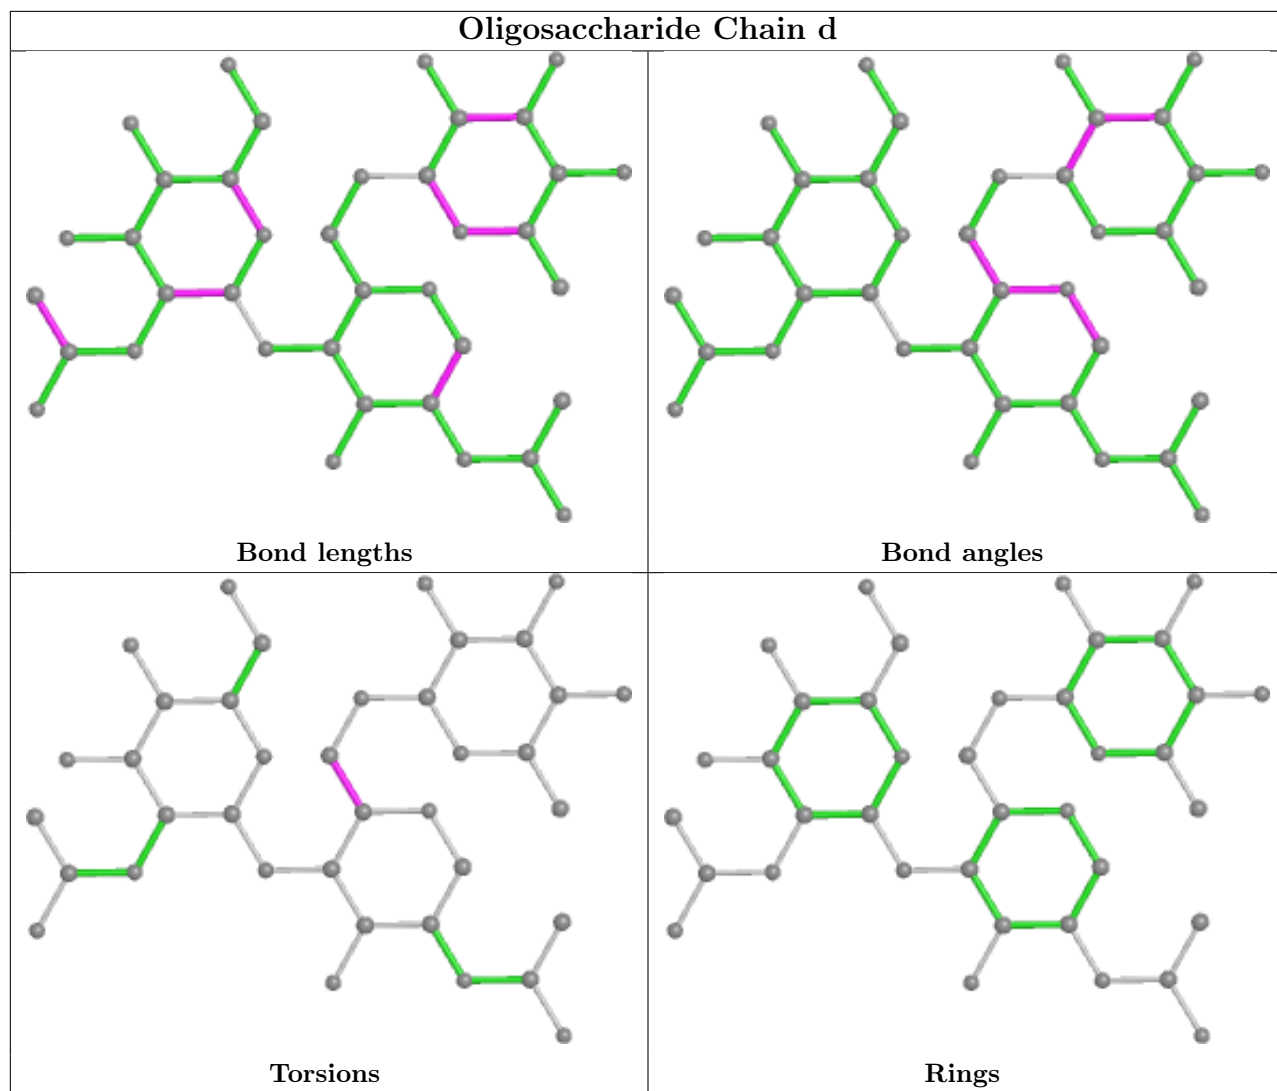 Oligosaccharide Chain d
Bond lengths
Bond angles
Torsions
Rings